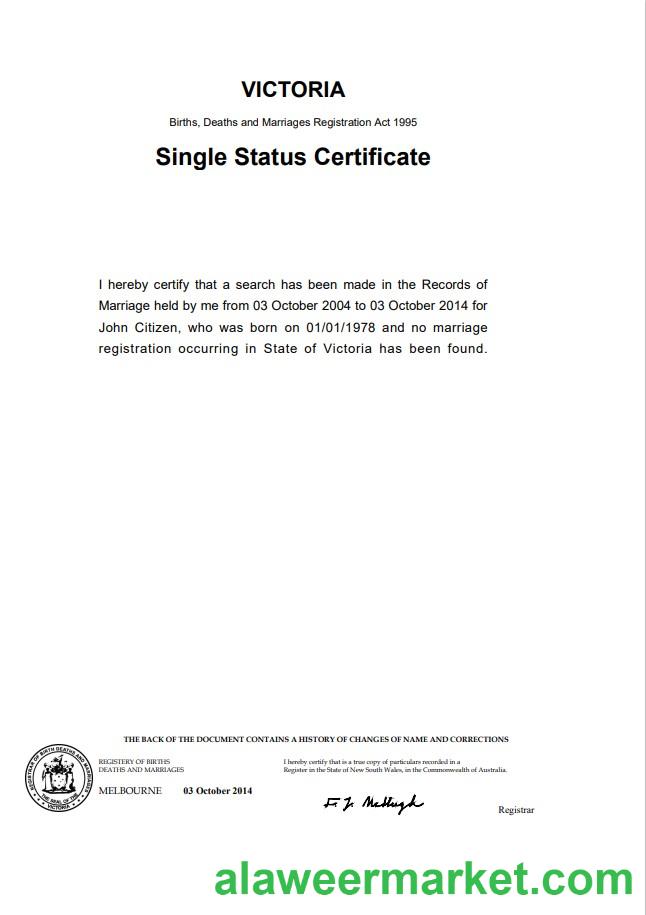 VICTORIA
Births, Deaths and Marriages Registration Act 1995
Single Status Certificate
I hereby certify that a search has been made in the Records of
Marriage held by me from 03 October 2004 to 03 October 2014 for
John Citizen, who was born on 01/01/1978 and no marriage
registration occurring in State of Victoria has been found.
THE BACK OF THE DOCUMENT CONTAINS A HISTORY OF CHANGES OF NAME AND CORRECTIONS
REGISTRAR OF BIRTH DEATHS AND MARRIAGES
THE SEAL OF THE
VICTORIA
REGISTERY OF BIRTHS
DEATHS AND MARRIAGES
MELBOURNE 03 October 2014
I hereby certify that is a true copy of particulars recorded in a
Register in the State of New South Wales, in the Commonwealth of Australia.
Registrar
alaweermarket.com